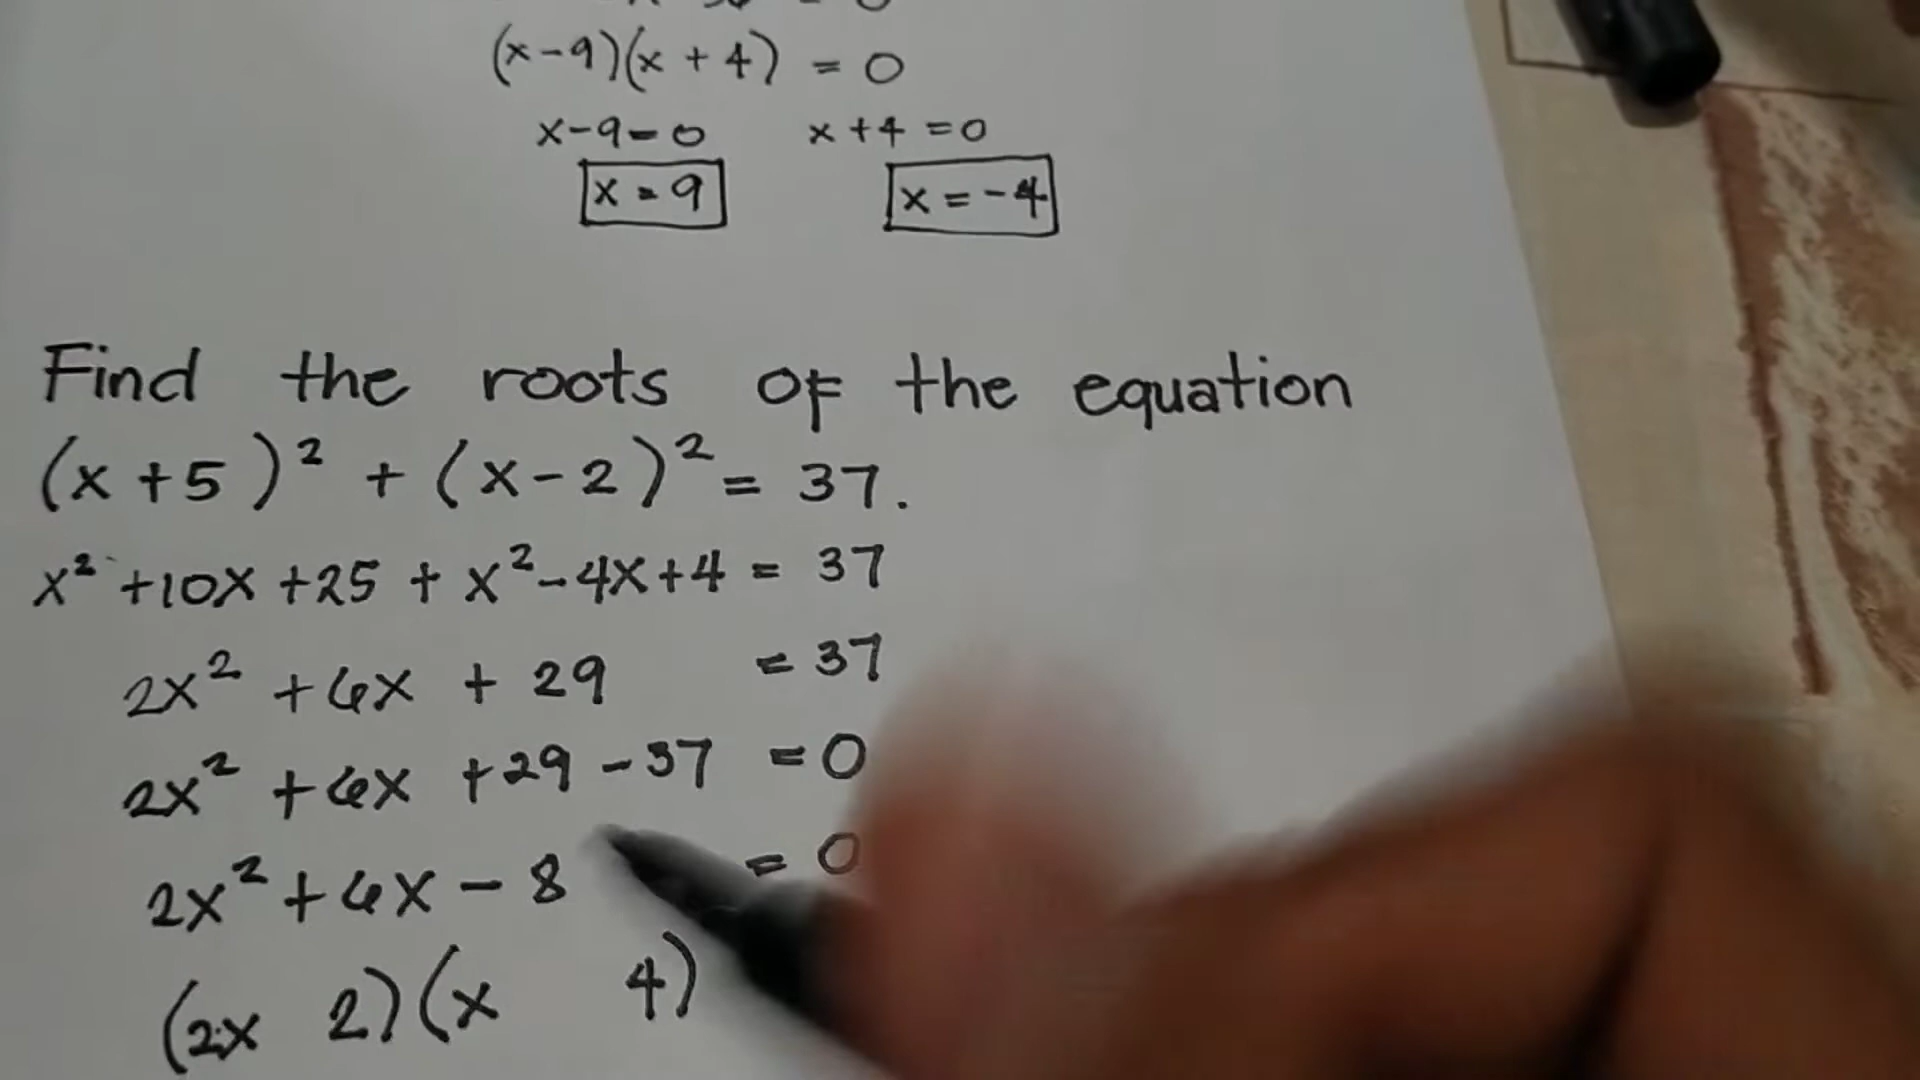 (x-9)(x+4) = 0
x-9=0 x+4=0
x=9 x=-4
Find the roots of the equation
(x+5)² + (x-2)² = 37.
x²+10x+25+x²-4x+4 = 37
2x²+6x+29 = 37
2x²+6x+29-37 = 0
2x²+6x-8 = 0
(2x 2)(x 4)